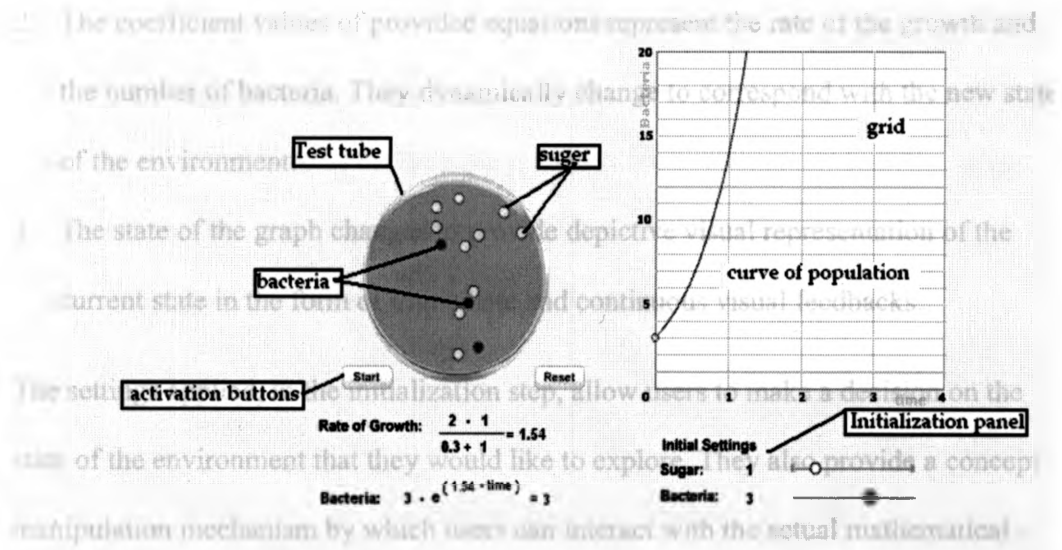 The coefficient values of provided equations represent the rate of the growth and
the number of bacteria. They dynamically change to correspond with the new state
of the environment
The state of the graph depictive visual representation of the
current state in the form of and continuous visual feedbacks
The the initialization step, allow users to make a decision on the
of the environment that they would like to explore. They also provide a concept
manipulation mechanism by which users can interact with the actual mathematical
Test tube
suger
bacteria
Start
Reset
activation buttons
Rate of Growth: 2 · 1 / 0.3 + 1 = 1.54
Bacteria: 3 · e^(1.54 · time) = 3
Bacteria
20
15
10
5
0 1 2 3 4
time
grid
curve of population
Initialization panel
Initial Settings
Sugar: 1
Bacteria: 3